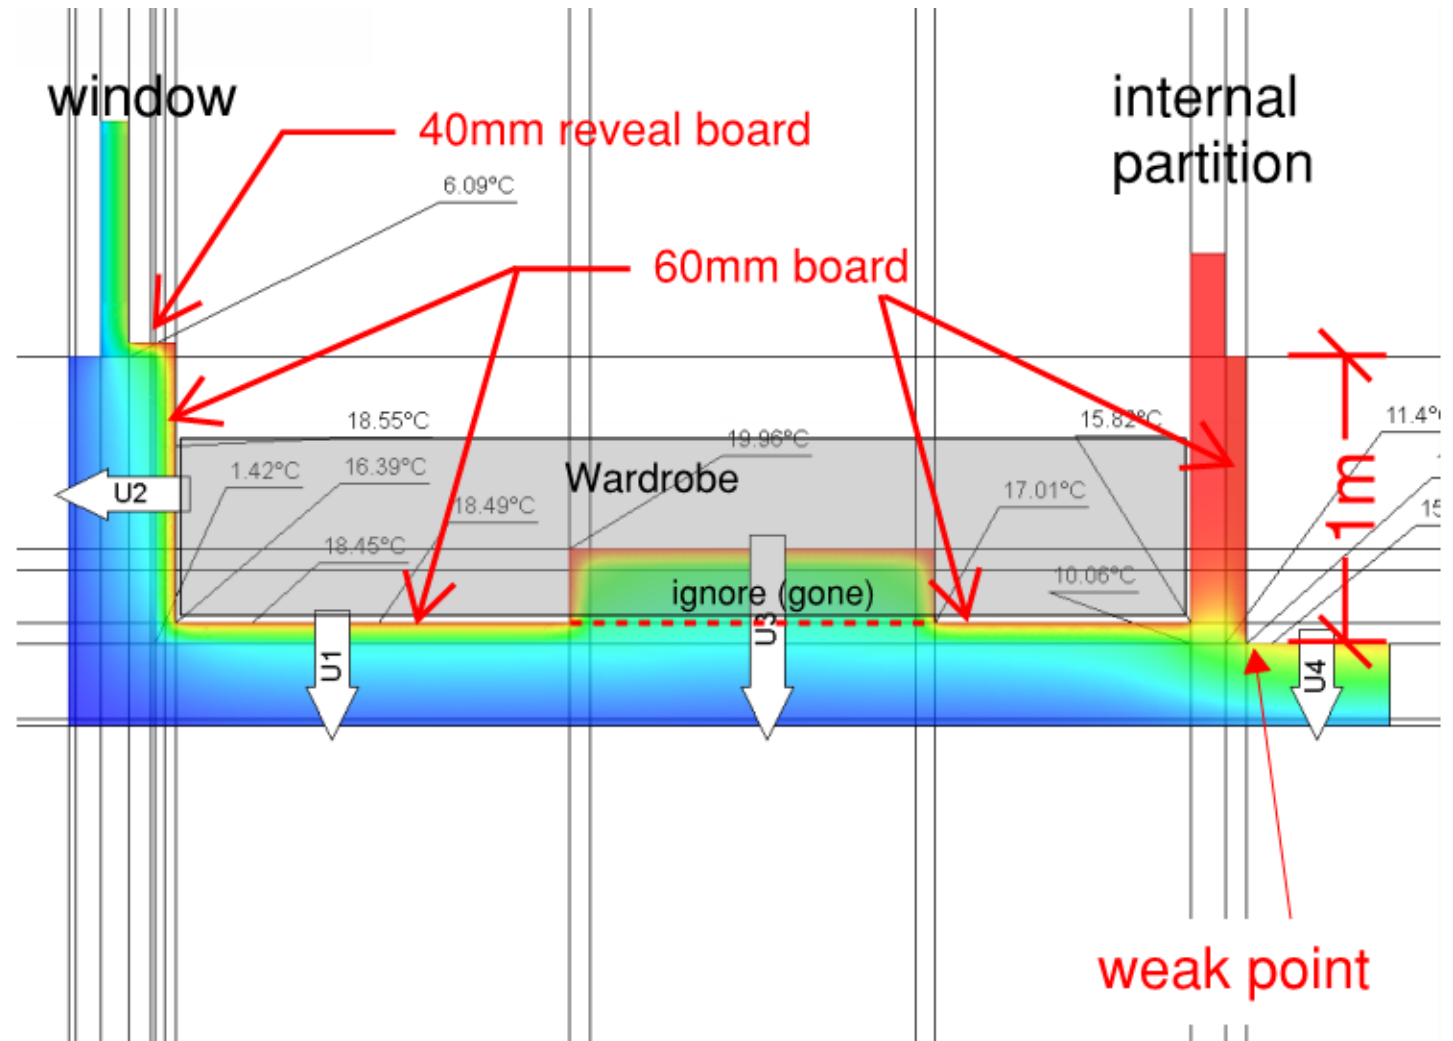 window
40mm reveal board
6.09°C
internal
partition
60mm board
18.55°C
19.96°C
15.82°C
11.4°
1m
Wardrobe
1.42°C
16.39°C
U2
18.49°C
17.01°C
15
18.45°C
10.06°C
ignore (gone)
U3
U1
U4
weak point